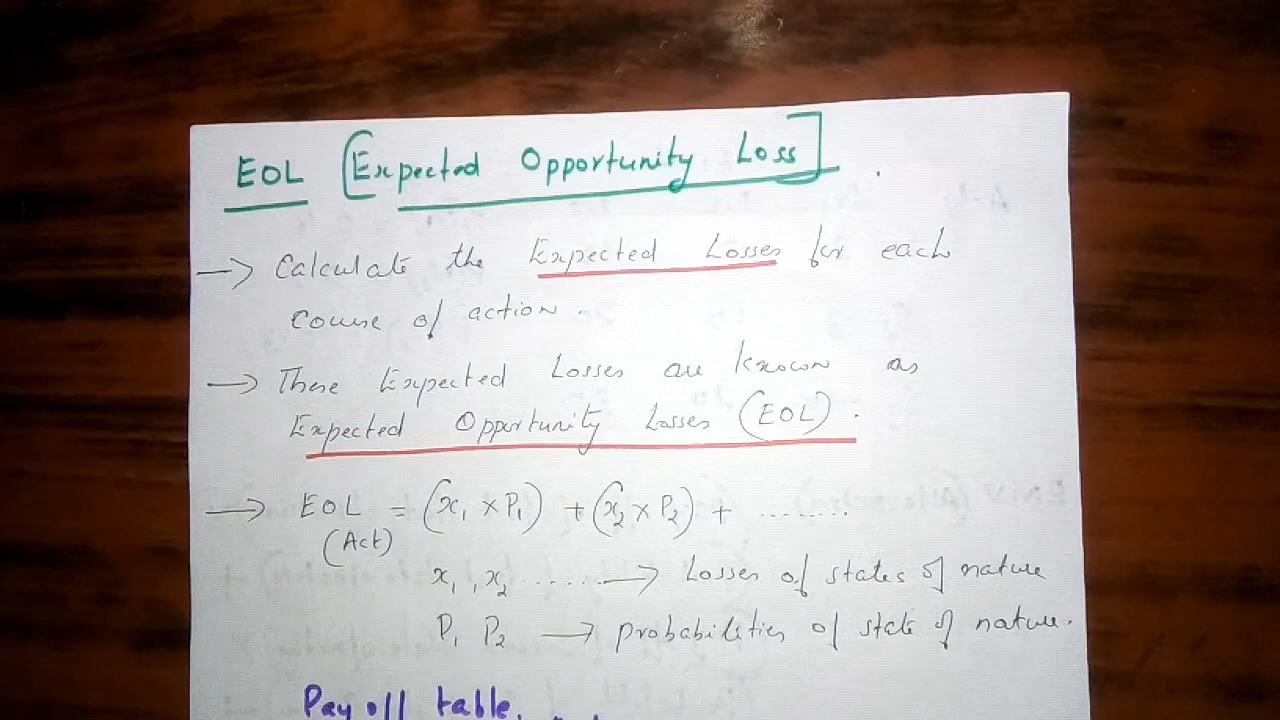 EOL [Expected Opportunity Loss]
→ Calculate the Expected Losses for each
course of action.
→ These Expected Losses are known as
Expected Opportunity Losses (EOL).
→ EOL = (x₁ × P₁) + (x₂ × P₂) + ........
(Act)
x₁, x₂ ........→ Losses of states of nature
P₁ P₂ → probabilities of state of nature.
Pay off table.